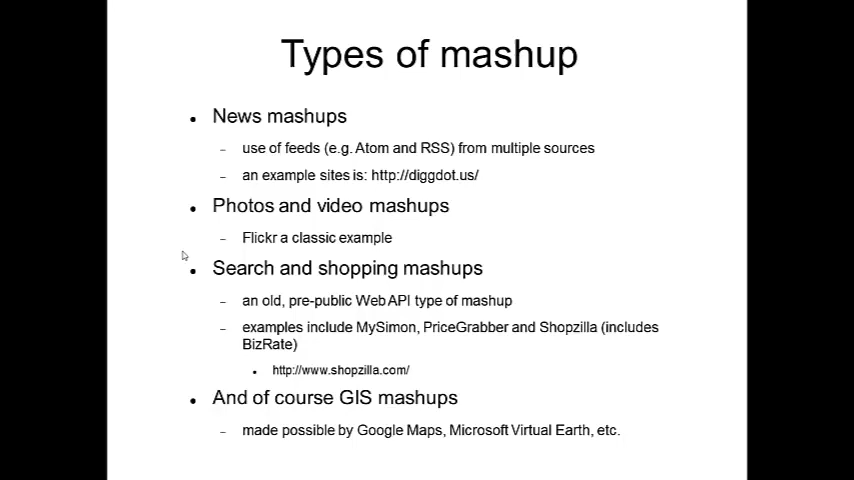 Types of mashup
• News mashups
– use of feeds (e.g. Atom and RSS) from multiple sources
– an example sites is: http://diggdot.us/
• Photos and video mashups
– Flickr a classic example
• Search and shopping mashups
– an old, pre-public Web API type of mashup
– examples include MySimon, PriceGrabber and Shopzilla (includes
BizRate)
• http://www.shopzilla.com/
• And of course GIS mashups
– made possible by Google Maps, Microsoft Virtual Earth, etc.